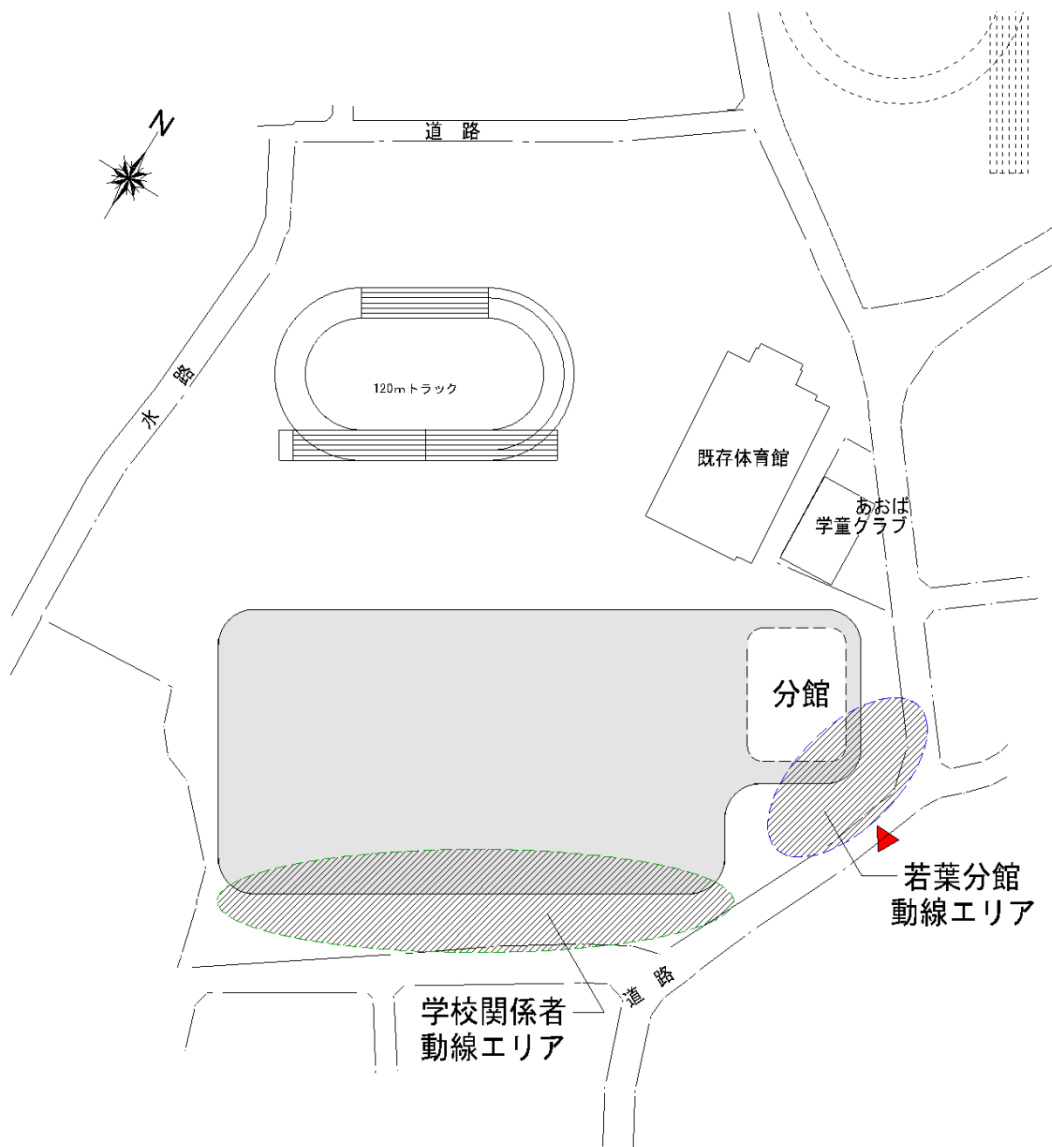 N
道 路
水 路
120mトラック
既存体育館
あおば
学童クラブ
分館
若葉分館
動線エリア
道 路
学校関係者
動線エリア